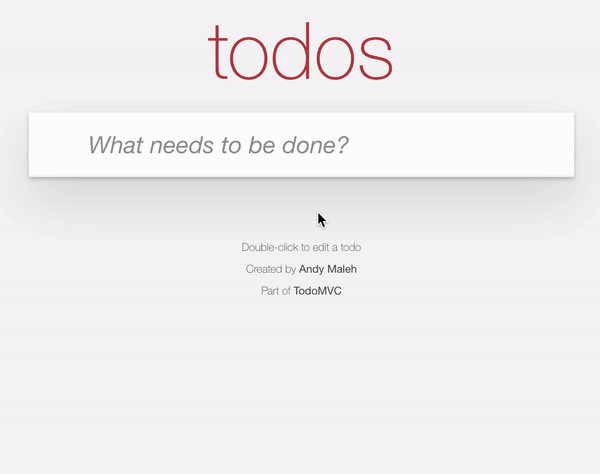 todos
What needs to be done?
Double-click to edit a todo
Created by Andy Maleh
Part of TodoMVC